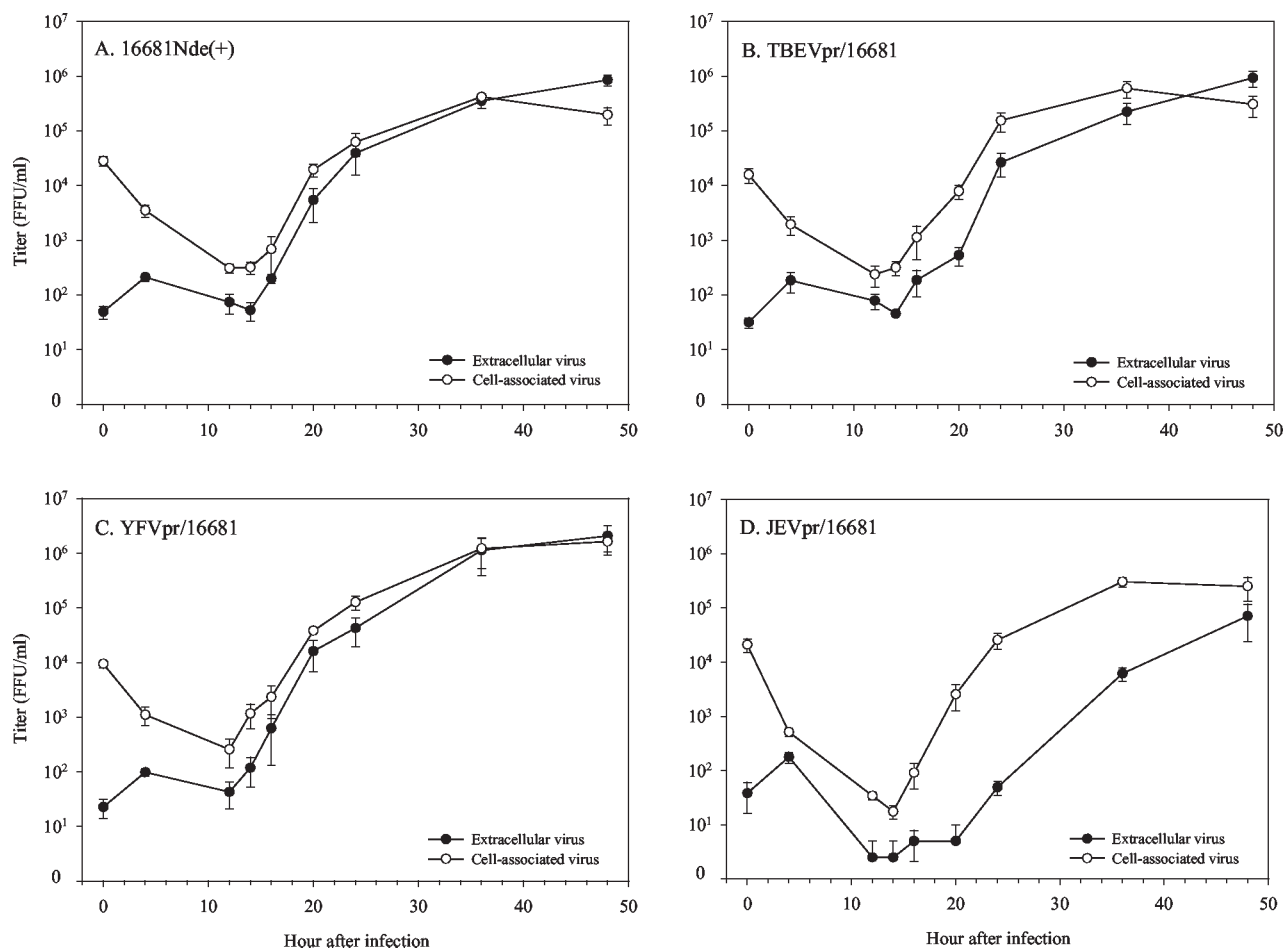 A. 16681Nde(+)
Titer (FFU/ml)
10⁷
10⁶
10⁵
10⁴
10³
10²
10¹
0
Extracellular virus
Cell-associated virus
0 10 20 30 40 50
B. TBEVpr/16681
10⁷
10⁶
10⁵
10⁴
10³
10²
10¹
0
Extracellular virus
Cell-associated virus
0 10 20 30 40 50
C. YFVpr/16681
Titer (FFU/ml)
10⁷
10⁶
10⁵
10⁴
10³
10²
10¹
0
Extracellular virus
Cell-associated virus
0 10 20 30 40 50
Hour after infection
D. JEVpr/16681
10⁷
10⁶
10⁵
10⁴
10³
10²
10¹
0
Extracellular virus
Cell-associated virus
0 10 20 30 40 50
Hour after infection